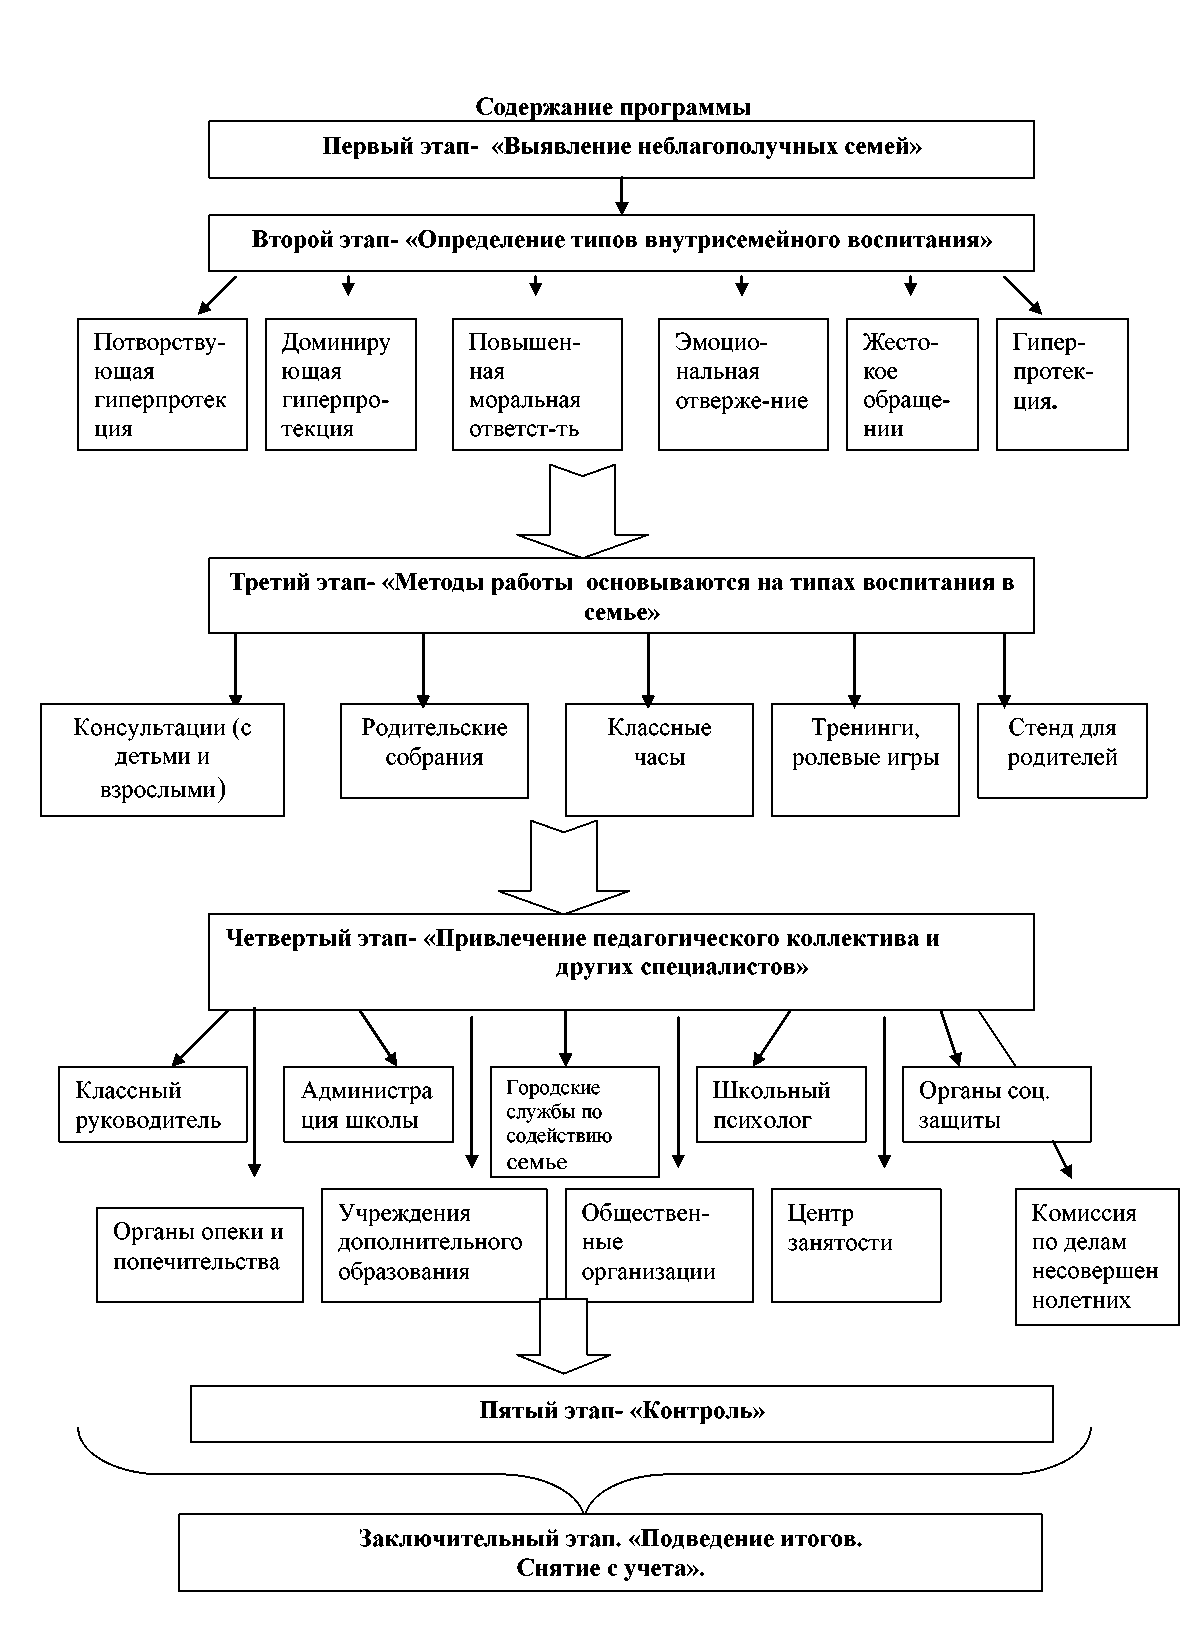 Содержание программы
Первый этап- «Выявление неблагополучных семей»
Второй этап- «Определение типов внутрисемейного воспитания»
Потворству-
ющая
гиперпротек
ция
Доминиру
ющая
гиперпро-
текция
Повышен-
ная
моральная
ответст-ть
Эмоцио-
нальная
отверже-ние
Жесто-
кое
обраще-
нии
Гипер-
протек-
ция.
Третий этап- «Методы работы основываются на типах воспитания в
семье»
Консультации (с
детьми и
взрослыми)
Родительские
собрания
Классные
часы
Тренинги,
ролевые игры
Стенд для
родителей
Четвертый этап- «Привлечение педагогического коллектива и
других специалистов»
Классный
руководитель
Администра
ция школы
Городские
службы по
содействию
семье
Школьный
психолог
Органы соц.
защиты
Органы опеки и
попечительства
Учреждения
дополнительного
образования
Обществен-
ные
организации
Центр
занятости
Комиссия
по делам
несовершен
нолетних
Пятый этап- «Контроль»
Заключительный этап. «Подведение итогов.
Снятие с учета».